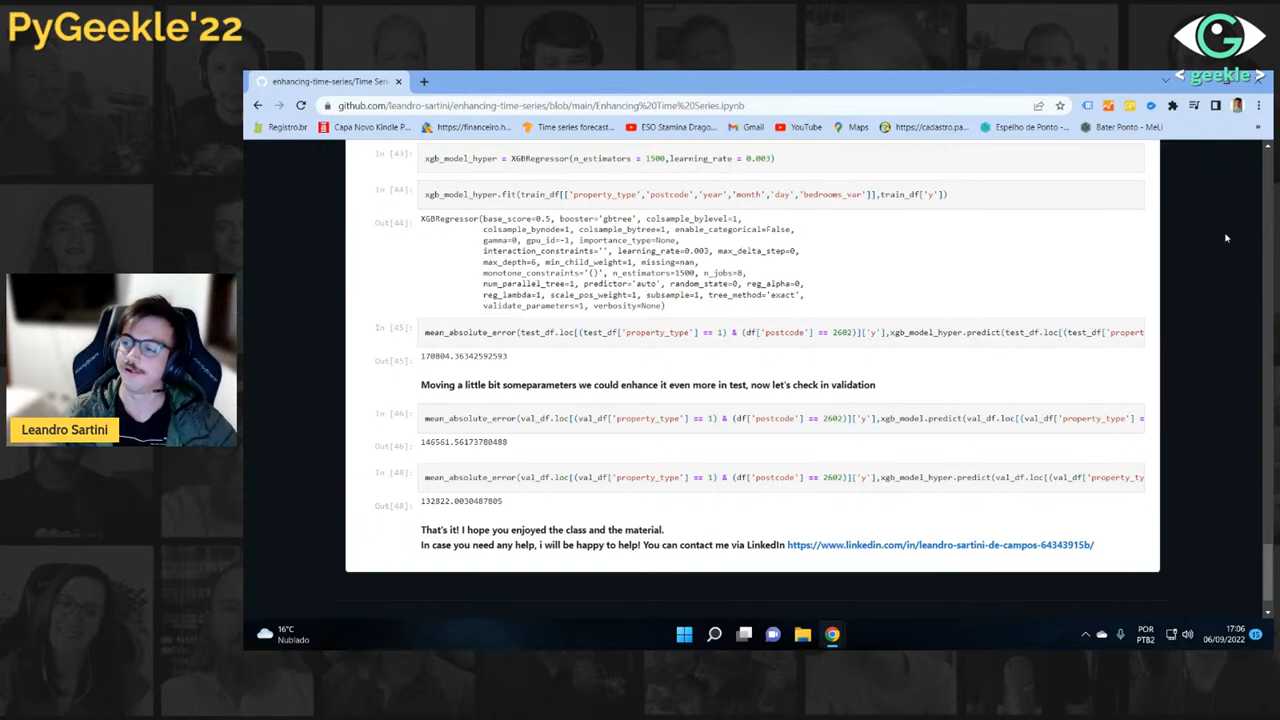 PyGeekle'22
G
< geekle >
enhancing-time-series/Time Seri
github.com/leandro-sartini/enhancing-time-series/blob/main/Enhancing%20Time%20Series.ipynb
Registro.br
Capa Novo Kindle P...
https://financeiro.h...
Time series forecast...
ESO Stamina Drago...
Gmail
YouTube
Maps
https://cadastro.pa...
Espelho de Ponto -...
Bater Ponto - MeLi
»
In [43]
xgb_model_hyper = XGBRegressor(n_estimators = 1500,learning_rate = 0.003)
In [44]
xgb_model_hyper.fit(train_df[['property_type','postcode','year','month','day','bedrooms_var']],train_df['y'])
Out[44]
XGBRegressor(base_score=0.5, booster='gbtree', colsample_bylevel=1,
colsample_bynode=1, colsample_bytree=1, enable_categorical=False,
gamma=0, gpu_id=-1, importance_type=None,
interaction_constraints='', learning_rate=0.003, max_delta_step=0,
max_depth=6, min_child_weight=1, missing=nan,
monotone_constraints='()', n_estimators=1500, n_jobs=8,
num_parallel_tree=1, predictor='auto', random_state=0, reg_alpha=0,
reg_lambda=1, scale_pos_weight=1, subsample=1, tree_method='exact',
validate_parameters=1, verbosity=None)
In [45]
mean_absolute_error(test_df.loc[(test_df['property_type'] == 1) & (df['postcode'] == 2602)]['y'],xgb_model_hyper.predict(test_df.loc[(test_df['propert
Out[45]
170804.36342592593
Moving a little bit someparameters we could enhance it even more in test, now let's check in validation
In [46]
mean_absolute_error(val_df.loc[(val_df['property_type'] == 1) & (df['postcode'] == 2602)]['y'],xgb_model.predict(val_df.loc[(val_df['property_type'] =
Out[46]
146561.56173780488
In [48]
mean_absolute_error(val_df.loc[(val_df['property_type'] == 1) & (df['postcode'] == 2602)]['y'],xgb_model_hyper.predict(val_df.loc[(val_df['property_ty
Out[48]
132822.0030487805
That's it! I hope you enjoyed the class and the material.
In case you need any help, i will be happy to help! You can contact me via LinkedIn https://www.linkedin.com/in/leandro-sartini-de-campos-64343915b/
Leandro Sartini
16°C
Nublado
POR
PTB2
17:06
06/09/2022
15